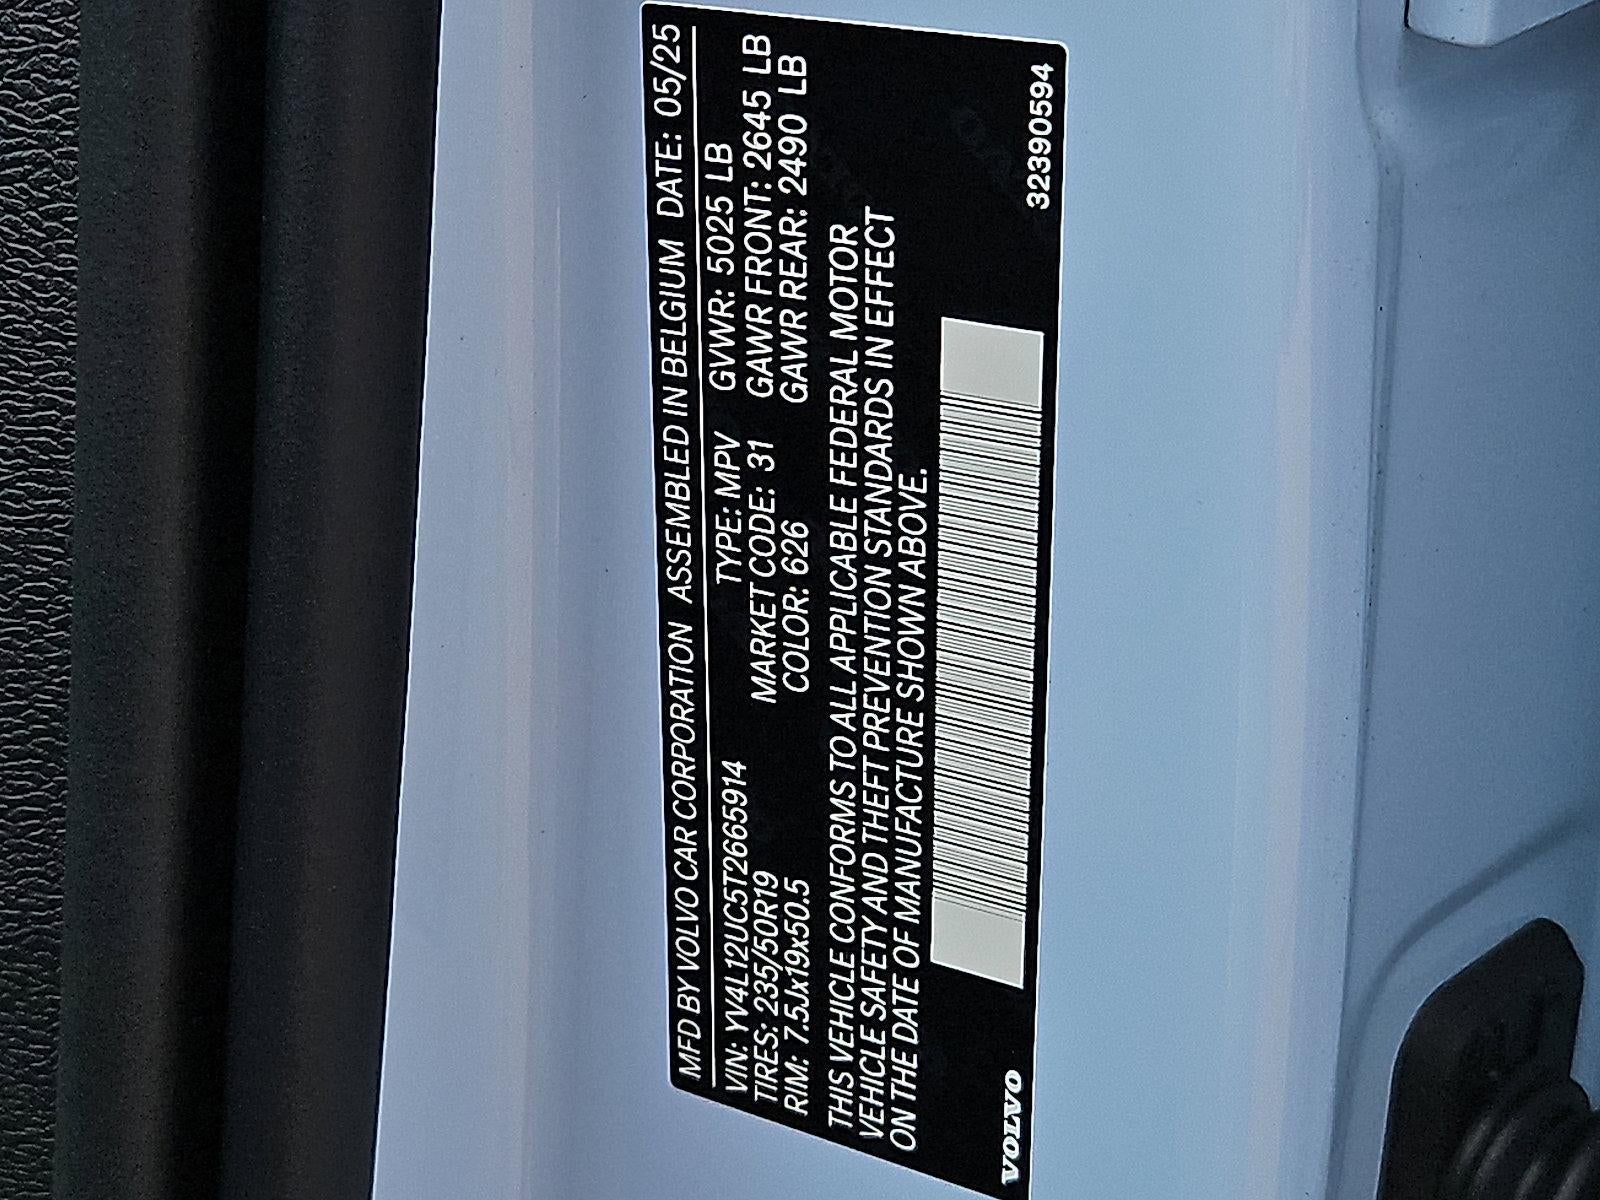 MFD BY VOLVO CAR CORPORATION ASSEMBLED IN BELGIUM DATE: 05/25
VIN: YV4L12UC5T2665914 TYPE: MPV GVWR: 5025 LB
TIRES: 235/50R19 MARKET CODE: 31 GAWR FRONT: 2645 LB
RIM: 7.5Jx19x50.5 COLOR: 626 GAWR REAR: 2490 LB
THIS VEHICLE CONFORMS TO ALL APPLICABLE FEDERAL MOTOR
VEHICLE SAFETY AND THEFT PREVENTION STANDARDS IN EFFECT
ON THE DATE OF MANUFACTURE SHOWN ABOVE.
VOLVO 32390594